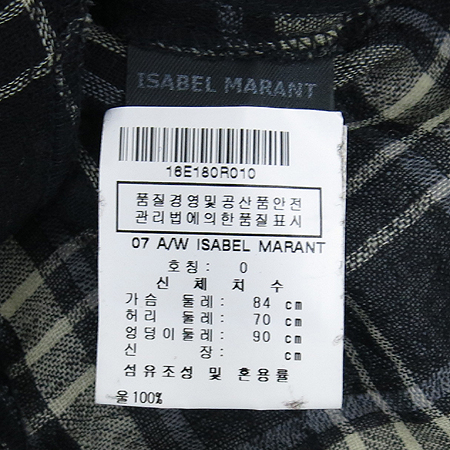 ISABEL MARANT
16E180R010
품질경영및공산품안전
관리법에의한품질표시
07 A/W ISABEL MARANT
호칭: 0
신 체 치 수
가슴 둘레: 84 cm
허리 둘레: 70 cm
엉덩이둘레: 90 cm
신 장: cm
섬유조성 및 혼용률
울100%